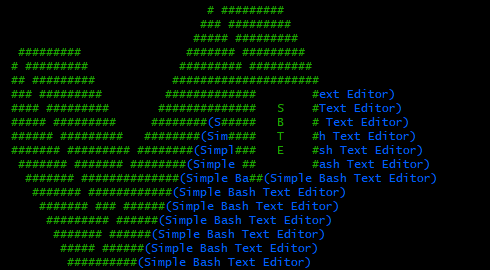 # #########
### #########
##### #########
#########               ####### #########
# #########             ######### #########
## #########           #####################
### #########         #############        #ext Editor)
#### #########       ##############   S    #Text Editor)
##### #########     ########(S#####   B    # Text Editor)
###### #########   ########(Sim####   T    #h Text Editor)
####### ######### ########(Simpl###   E    #sh Text Editor)
####### ####### ########(Simple ##        #ash Text Editor)
####### ##############(Simple Ba##(Simple Bash Text Editor)
####### ############(Simple Bash Text Editor)
####### ### ######(Simple Bash Text Editor)
######### ######(Simple Bash Text Editor)
####### ######(Simple Bash Text Editor)
##### ######(Simple Bash Text Editor)
##########(Simple Bash Text Editor)